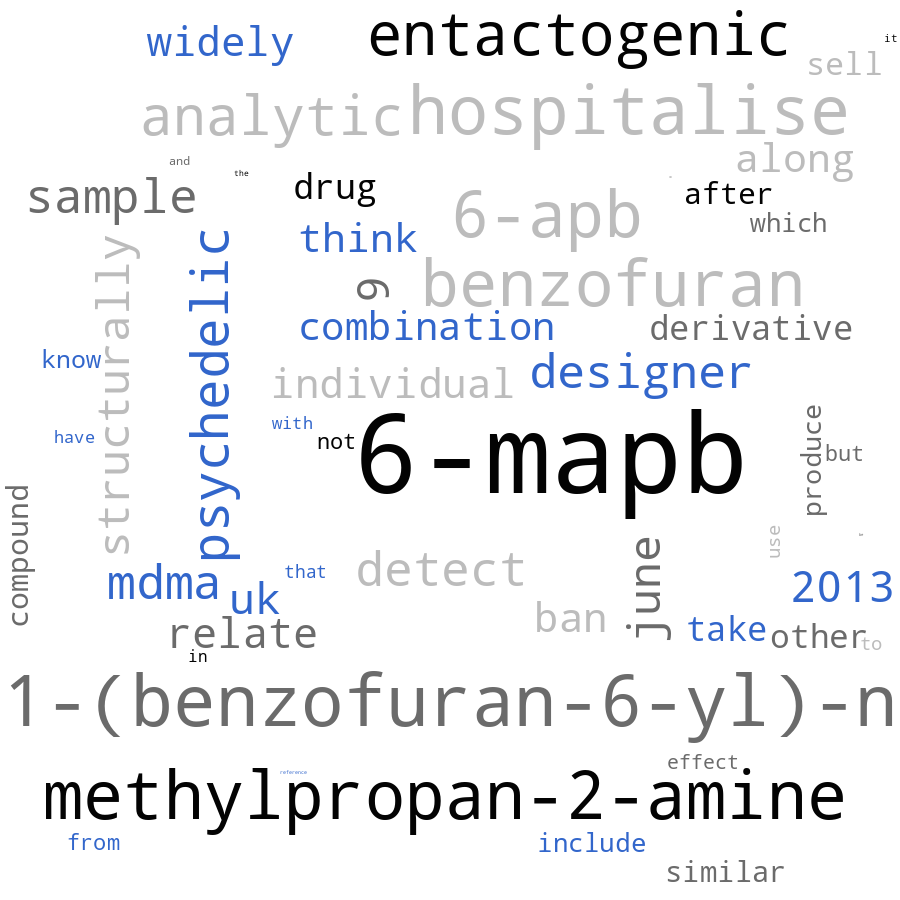 widely entactogenic it
sell
analytic hospitalise
along
and the
sample drug 6-apb after
which
structurally psychedelic think
9 benzofuran
combination derivative
know individual designer
have with not 6-mapb produce but
compound
use
detect june
mdma that 2013
uk ban
relate take other to
in
1-(benzofuran-6-yl)-n
effect
reference
methylpropan-2-amine
from include
similar